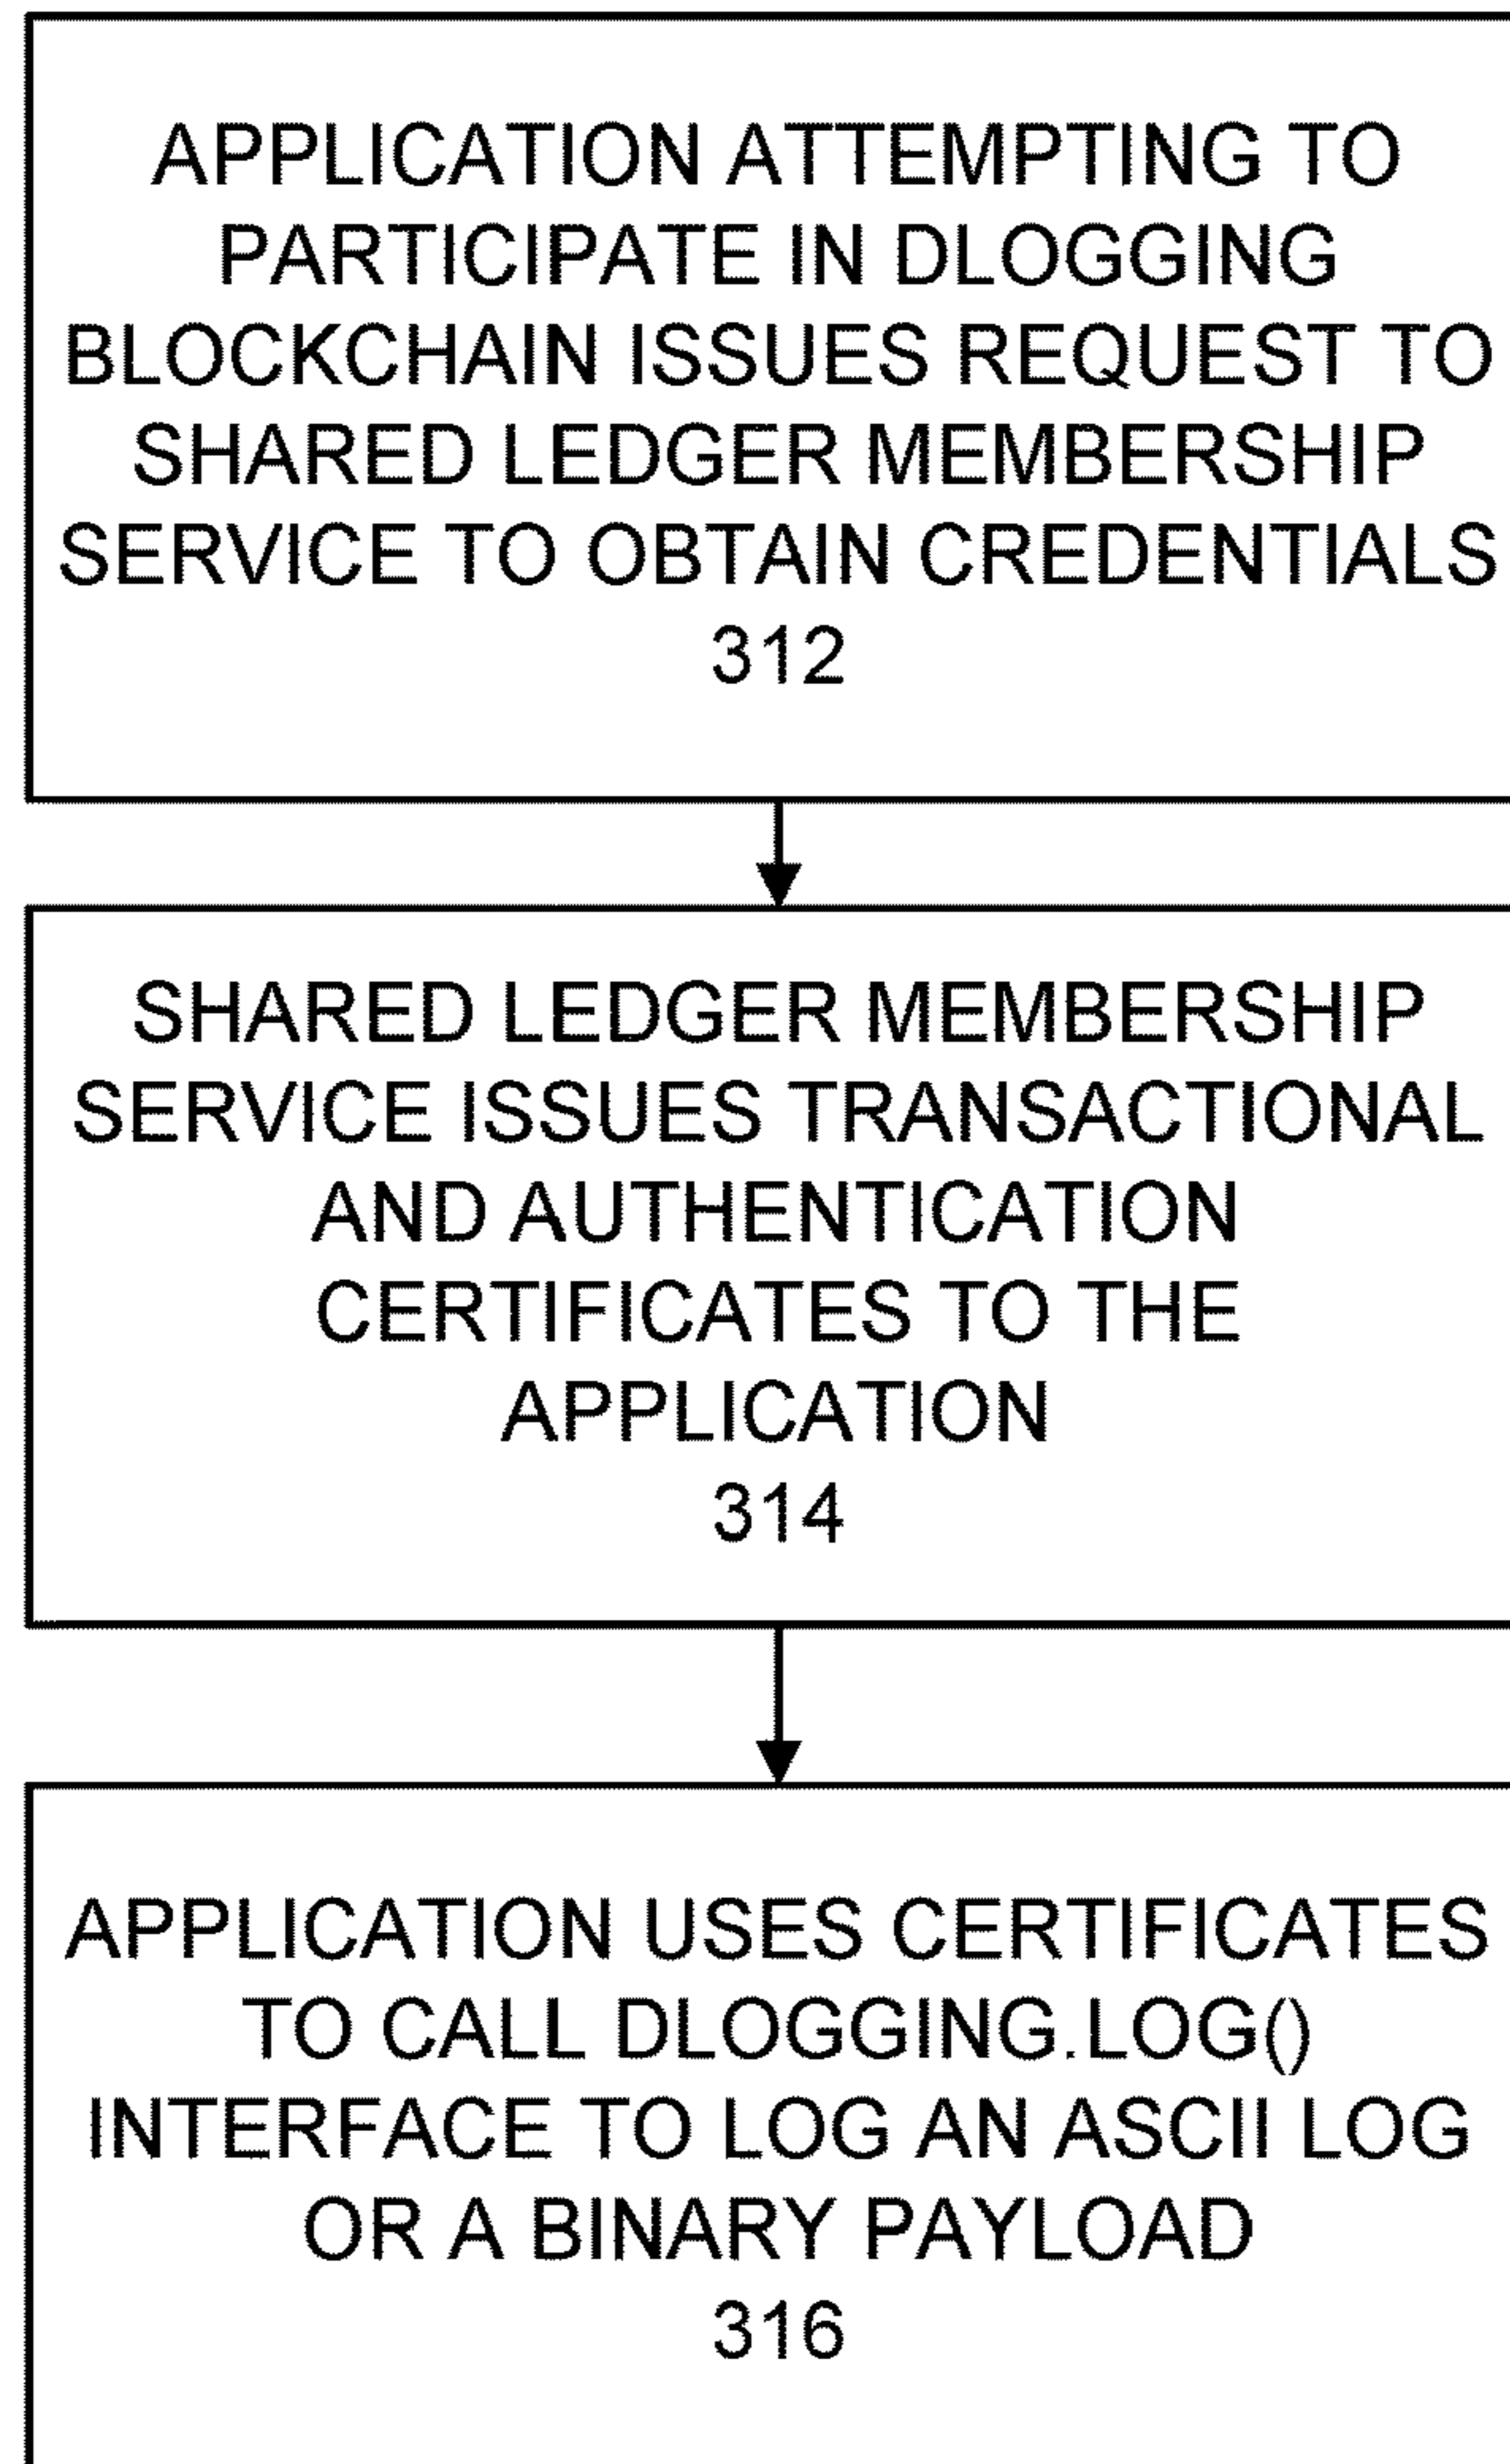 APPLICATION ATTEMPTING TO
PARTICIPATE IN DLOGGING
BLOCKCHAIN ISSUES REQUEST TO
SHARED LEDGER MEMBERSHIP
SERVICE TO OBTAIN CREDENTIALS
312
SHARED LEDGER MEMBERSHIP
SERVICE ISSUES TRANSACTIONAL
AND AUTHENTICATION
CERTIFICATES TO THE
APPLICATION
314
APPLICATION USES CERTIFICATES
TO CALL DLOGGING.LOG()
INTERFACE TO LOG AN ASCII LOG
OR A BINARY PAYLOAD
316